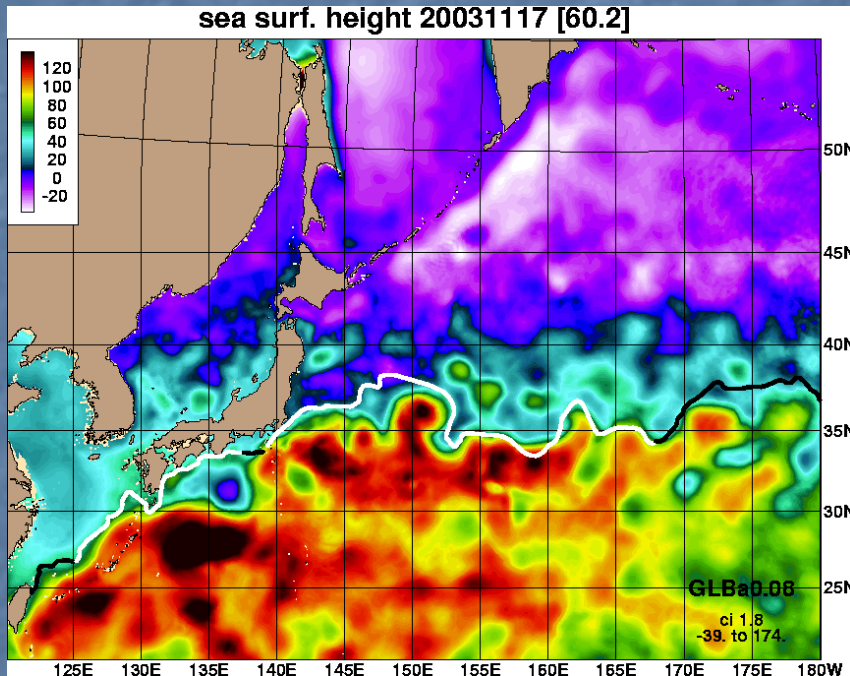 sea surf. height 20031117 [60.2]
120
100
80
60
40
20
0
-20
50N
45N
40N
35N
30N
25N
GLBa0.08
ci 1.8
-39. to 174.
125E 130E 135E 140E 145E 150E 155E 160E 165E 170E 175E 180W